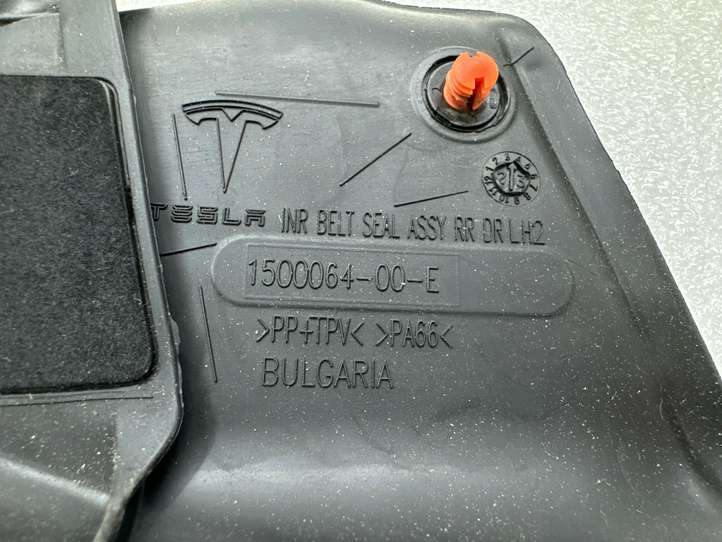 TESLA INR BELT SEAL ASSY RR DR LH2
1500064-00-E
>PP+TPV< >PA66<
BULGARIA